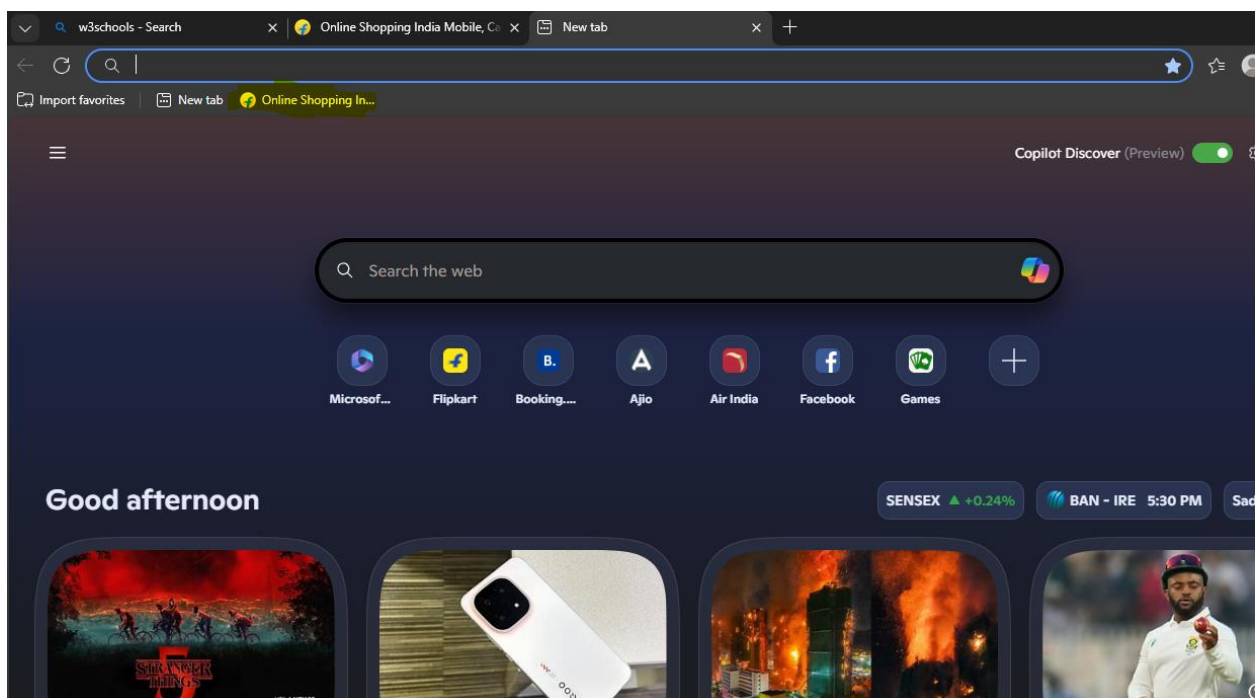 w3schools - Search
Online Shopping India Mobile, Ca
New tab
Import favorites
New tab
Online Shopping In...
Copilot Discover (Preview)
Search the web
Microsof...
Flipkart
B.
Booking....
Ajio
Air India
Facebook
Games
Good afternoon
SENSEX ▲ +0.24%
BAN - IRE 5:30 PM
Sad
STRANGER
THINGS
5